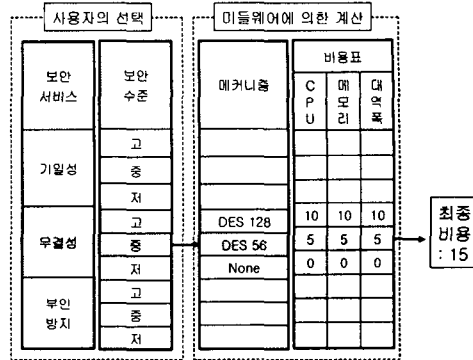 사용자의 선택
미들웨어에 의한 계산
보안
서비스
보안
수준
메커니즘
비용표
C
P
U
메
모
리
대
역
폭
기밀성
고
중
저
무결성
고
DES 128
10 10 10
중
DES 56
5 5 5
저
None
0 0 0
부인
방지
고
중
저
최종
비용
: 15